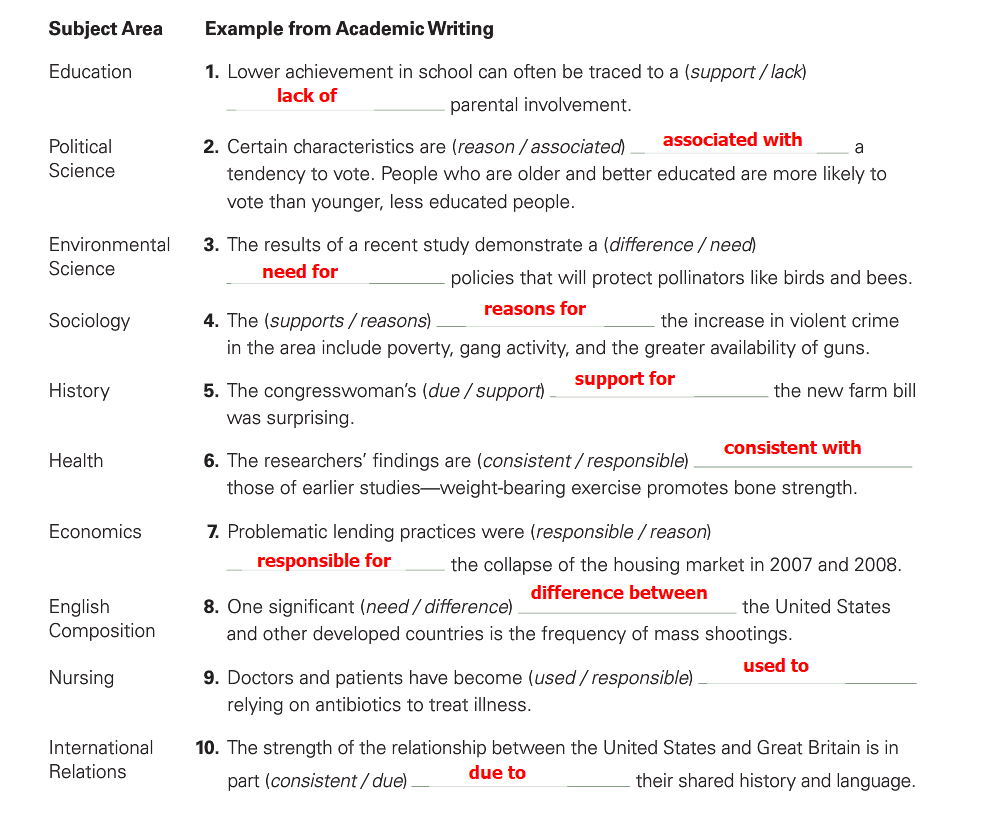 Subject Area Example from Academic Writing
Education 1. Lower achievement in school can often be traced to a (support / lack)
lack of parental involvement.
Political 2. Certain characteristics are (reason / associated) associated with a
Science tendency to vote. People who are older and better educated are more likely to
vote than younger, less educated people.
Environmental 3. The results of a recent study demonstrate a (difference / need)
Science need for policies that will protect pollinators like birds and bees.
Sociology 4. The (supports / reasons) reasons for the increase in violent crime
in the area include poverty, gang activity, and the greater availability of guns.
History 5. The congresswoman's (due / support) support for the new farm bill
was surprising.
Health 6. The researchers' findings are (consistent / responsible) consistent with
those of earlier studies—weight-bearing exercise promotes bone strength.
Economics 7. Problematic lending practices were (responsible / reason)
responsible for the collapse of the housing market in 2007 and 2008.
English 8. One significant (need / difference) difference between the United States
Composition and other developed countries is the frequency of mass shootings.
Nursing 9. Doctors and patients have become (used / responsible) used to
relying on antibiotics to treat illness.
International 10. The strength of the relationship between the United States and Great Britain is in
Relations part (consistent / due) due to their shared history and language.